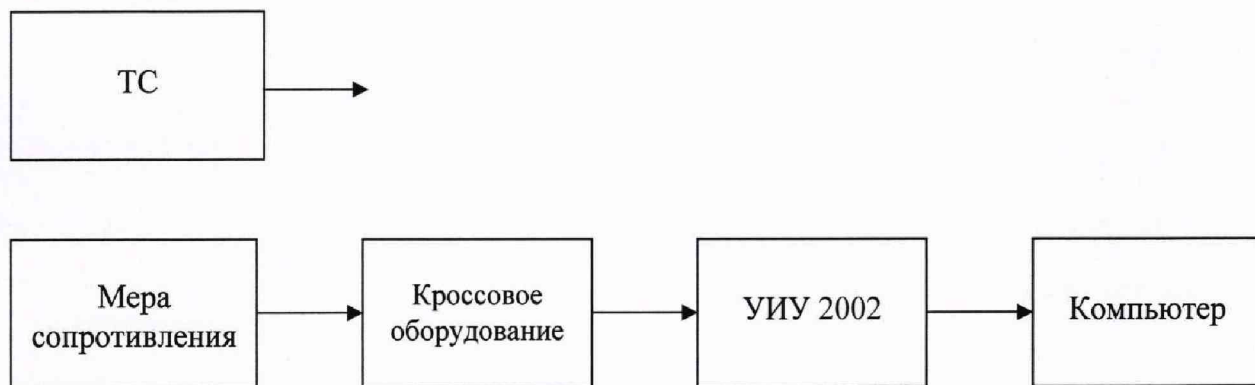 ТС
Мера
сопротивления
Кроссовое
оборудование
УИУ 2002
Компьютер